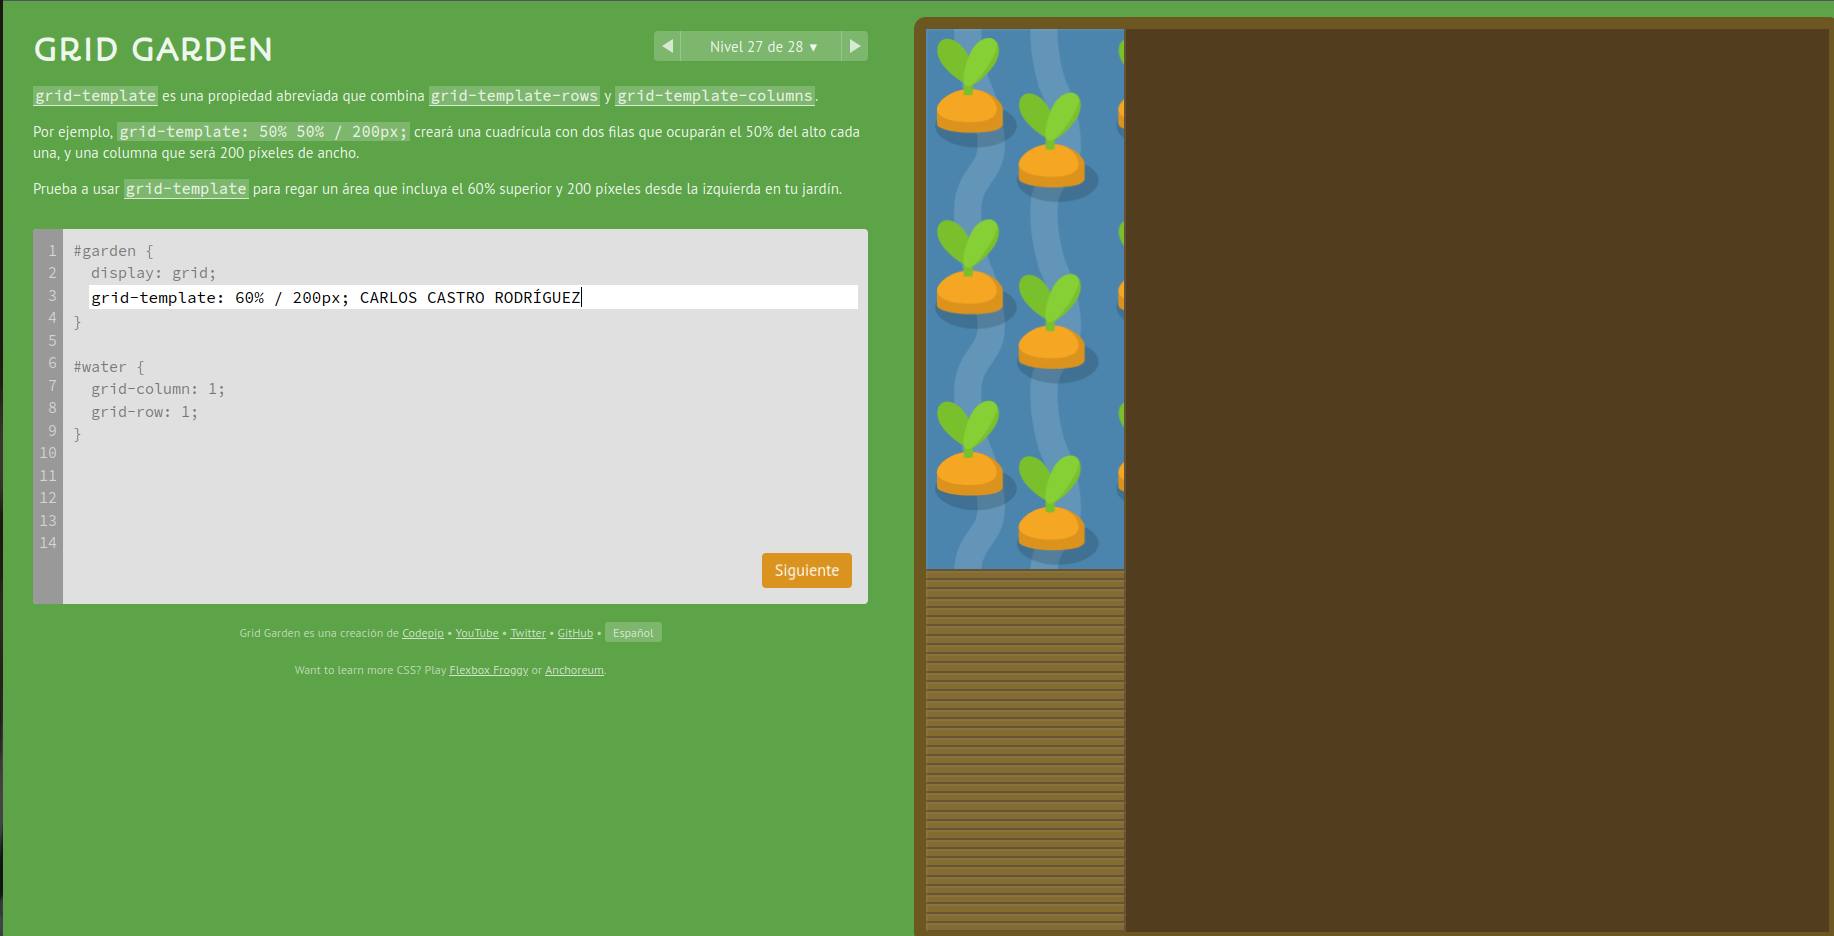 GRID GARDEN
◀ Nivel 27 de 28 ▾ ▶
grid-template es una propiedad abreviada que combina grid-template-rows y grid-template-columns.
Por ejemplo, grid-template: 50% 50% / 200px; creará una cuadrícula con dos filas que ocuparán el 50% del alto cada
una, y una columna que será 200 píxeles de ancho.
Prueba a usar grid-template para regar un área que incluya el 60% superior y 200 píxeles desde la izquierda en tu jardín.
1 #garden {
2 display: grid;
3 grid-template: 60% / 200px; CARLOS CASTRO RODRÍGUEZ
4 }
5
6 #water {
7 grid-column: 1;
8 grid-row: 1;
9 }
10
11
12
13
14
Siguiente
Grid Garden es una creación de Codepip • YouTube • Twitter • GitHub • Español
Want to learn more CSS? Play Flexbox Froggy or Anchoreum.